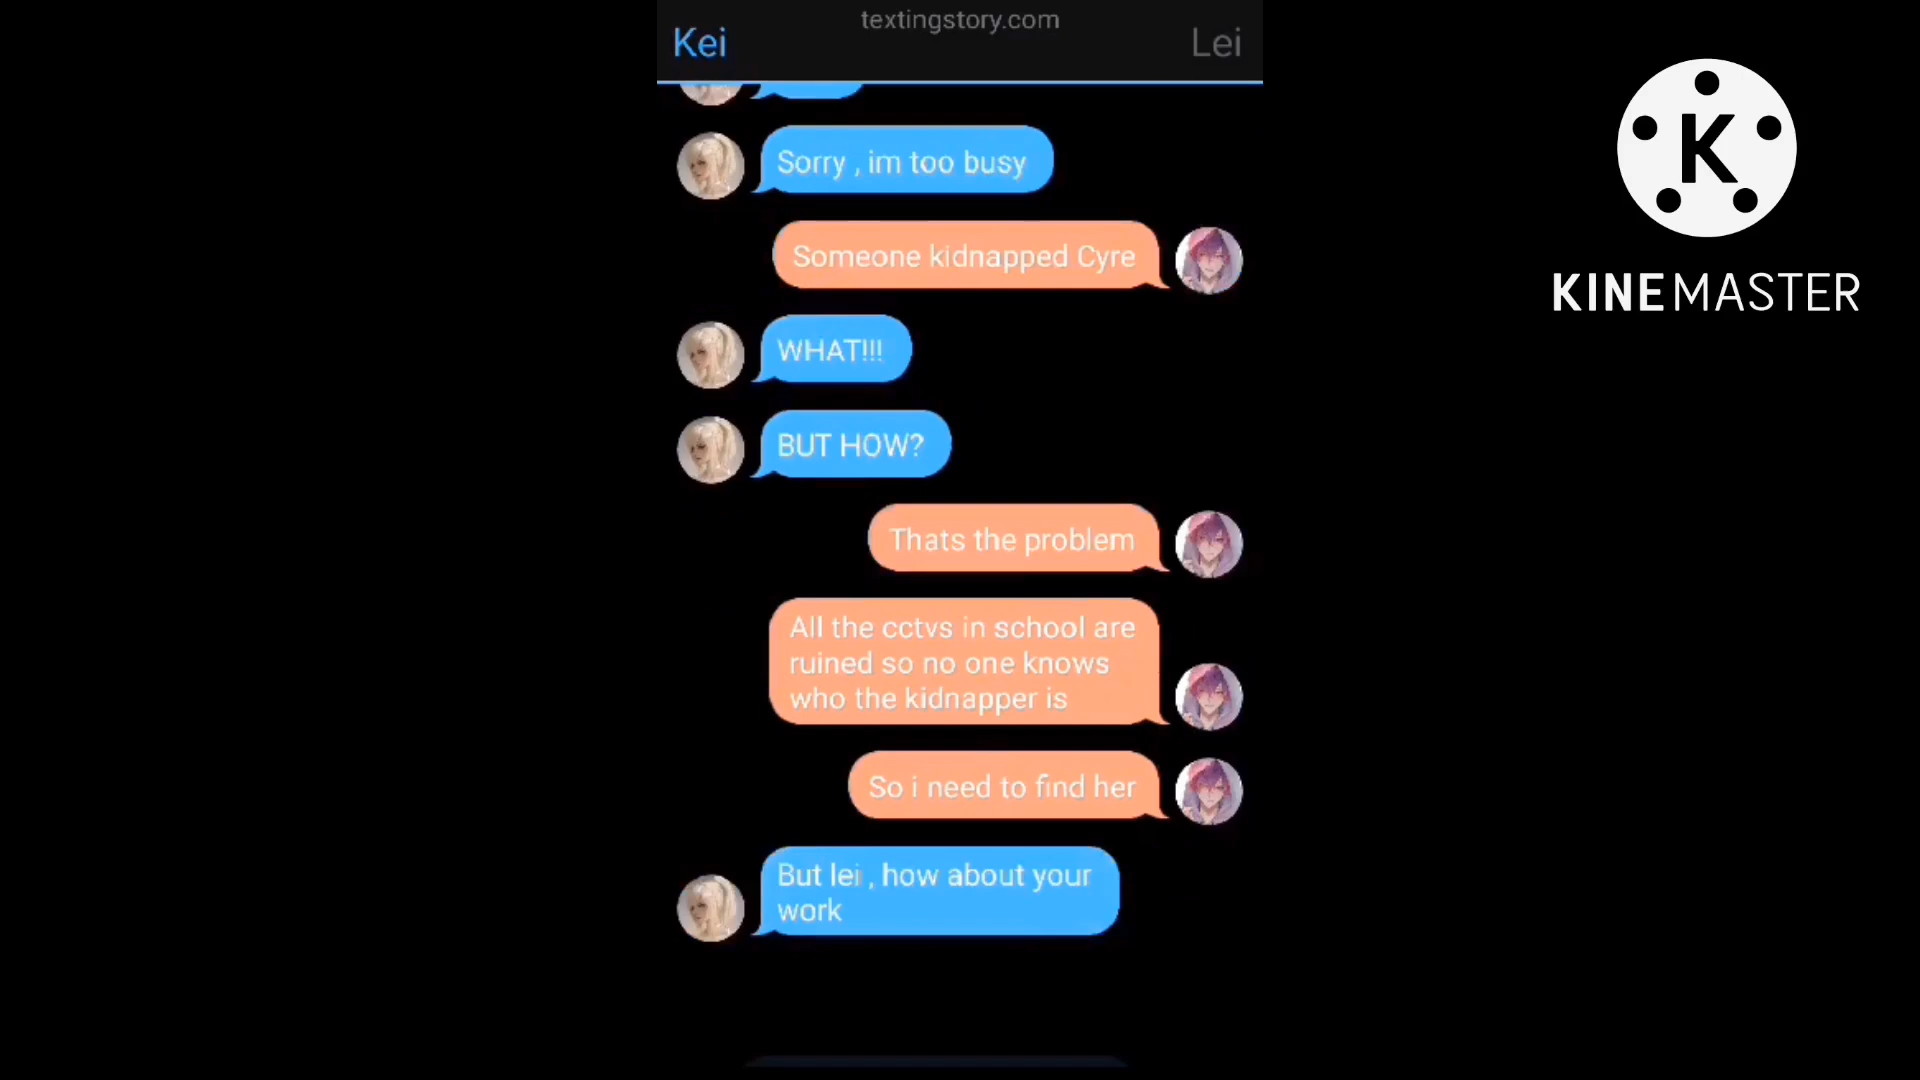 textingstory.com
Kei
Lei
Sorry , im too busy
Someone kidnapped Cyre
WHAT!!!
BUT HOW?
Thats the problem
All the cctvs in school are
ruined so no one knows
who the kidnapper is
So i need to find her
But lei , how about your
work
K
KINEMASTER